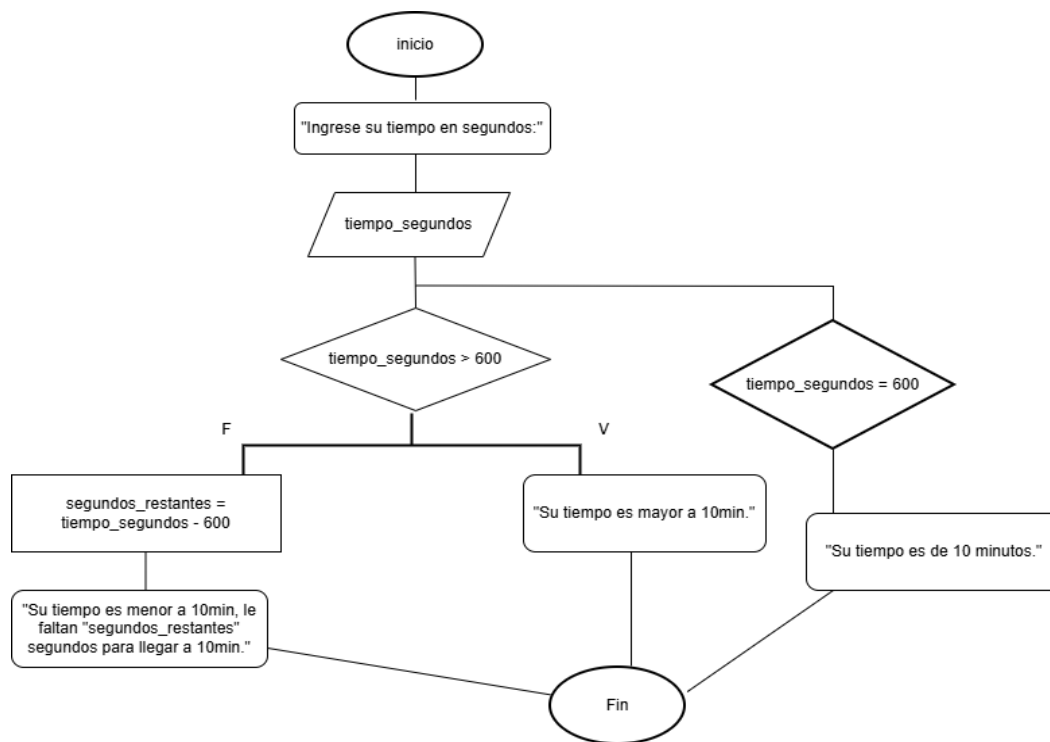 inicio
"Ingrese su tiempo en segundos:"
tiempo_segundos
tiempo_segundos > 600
tiempo_segundos = 600
F
V
segundos_restantes =
tiempo_segundos - 600
"Su tiempo es mayor a 10min."
"Su tiempo es de 10 minutos."
"Su tiempo es menor a 10min, le
faltan "segundos_restantes"
segundos para llegar a 10min."
Fin